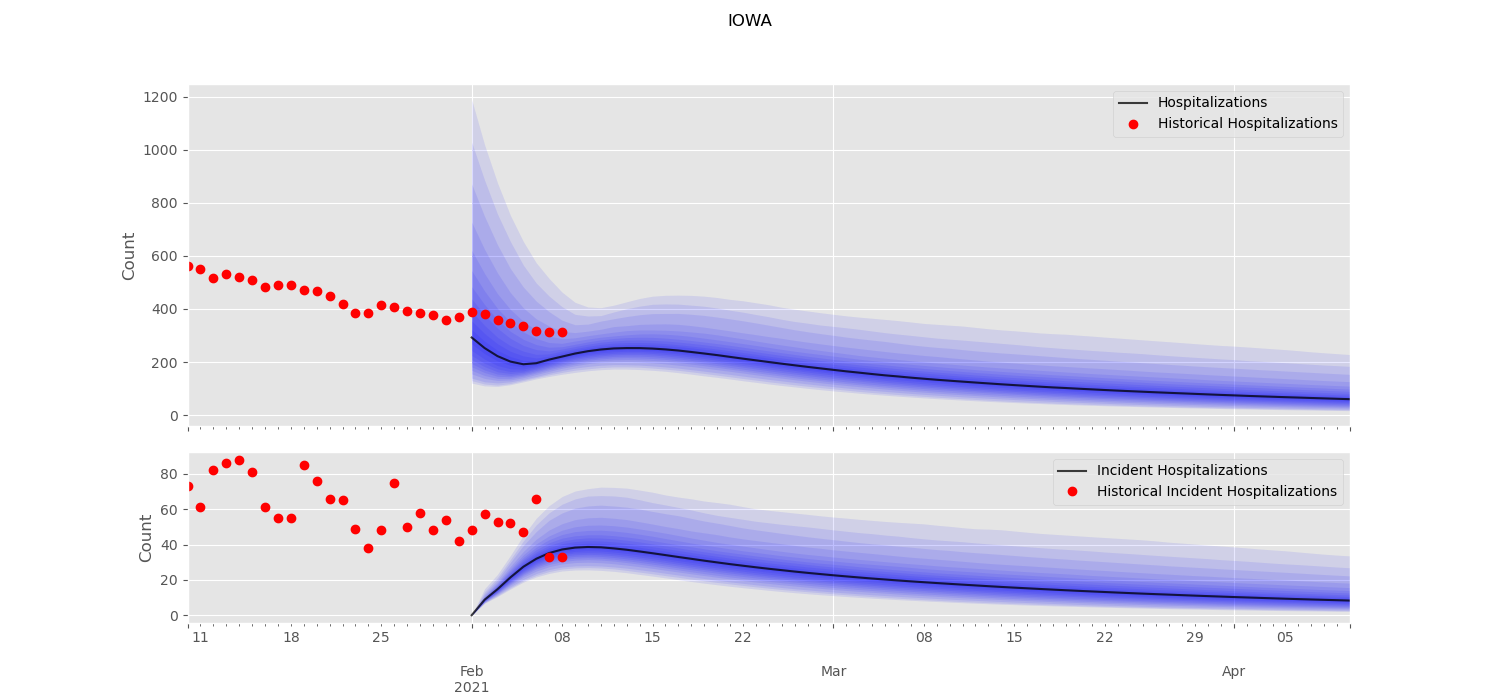 IOWA
1200
1000
800
600
400
200
0
Count
Hospitalizations
Historical Hospitalizations
80
60
40
20
0
Count
Incident Hospitalizations
Historical Incident Hospitalizations
11 18 25 08 15 22 08 15 22 29 05
Feb Mar Apr
2021